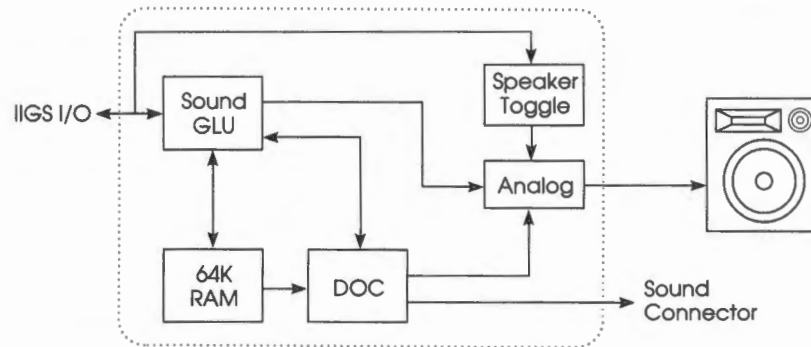 IIGS I/O
Sound
GLU
Speaker
Toggle
Analog
64K
RAM
DOC
Sound
Connector